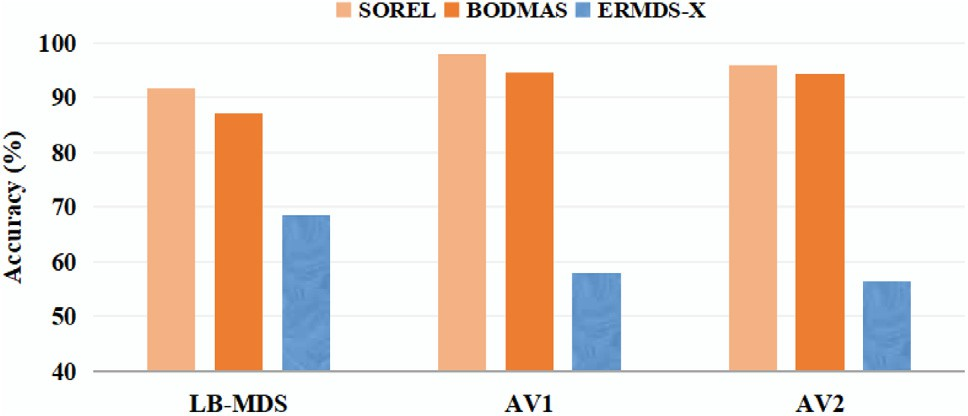 SOREL BODMAS ERMDS-X
Accuracy (%)
100
90
80
70
60
50
40
LB-MDS AV1 AV2